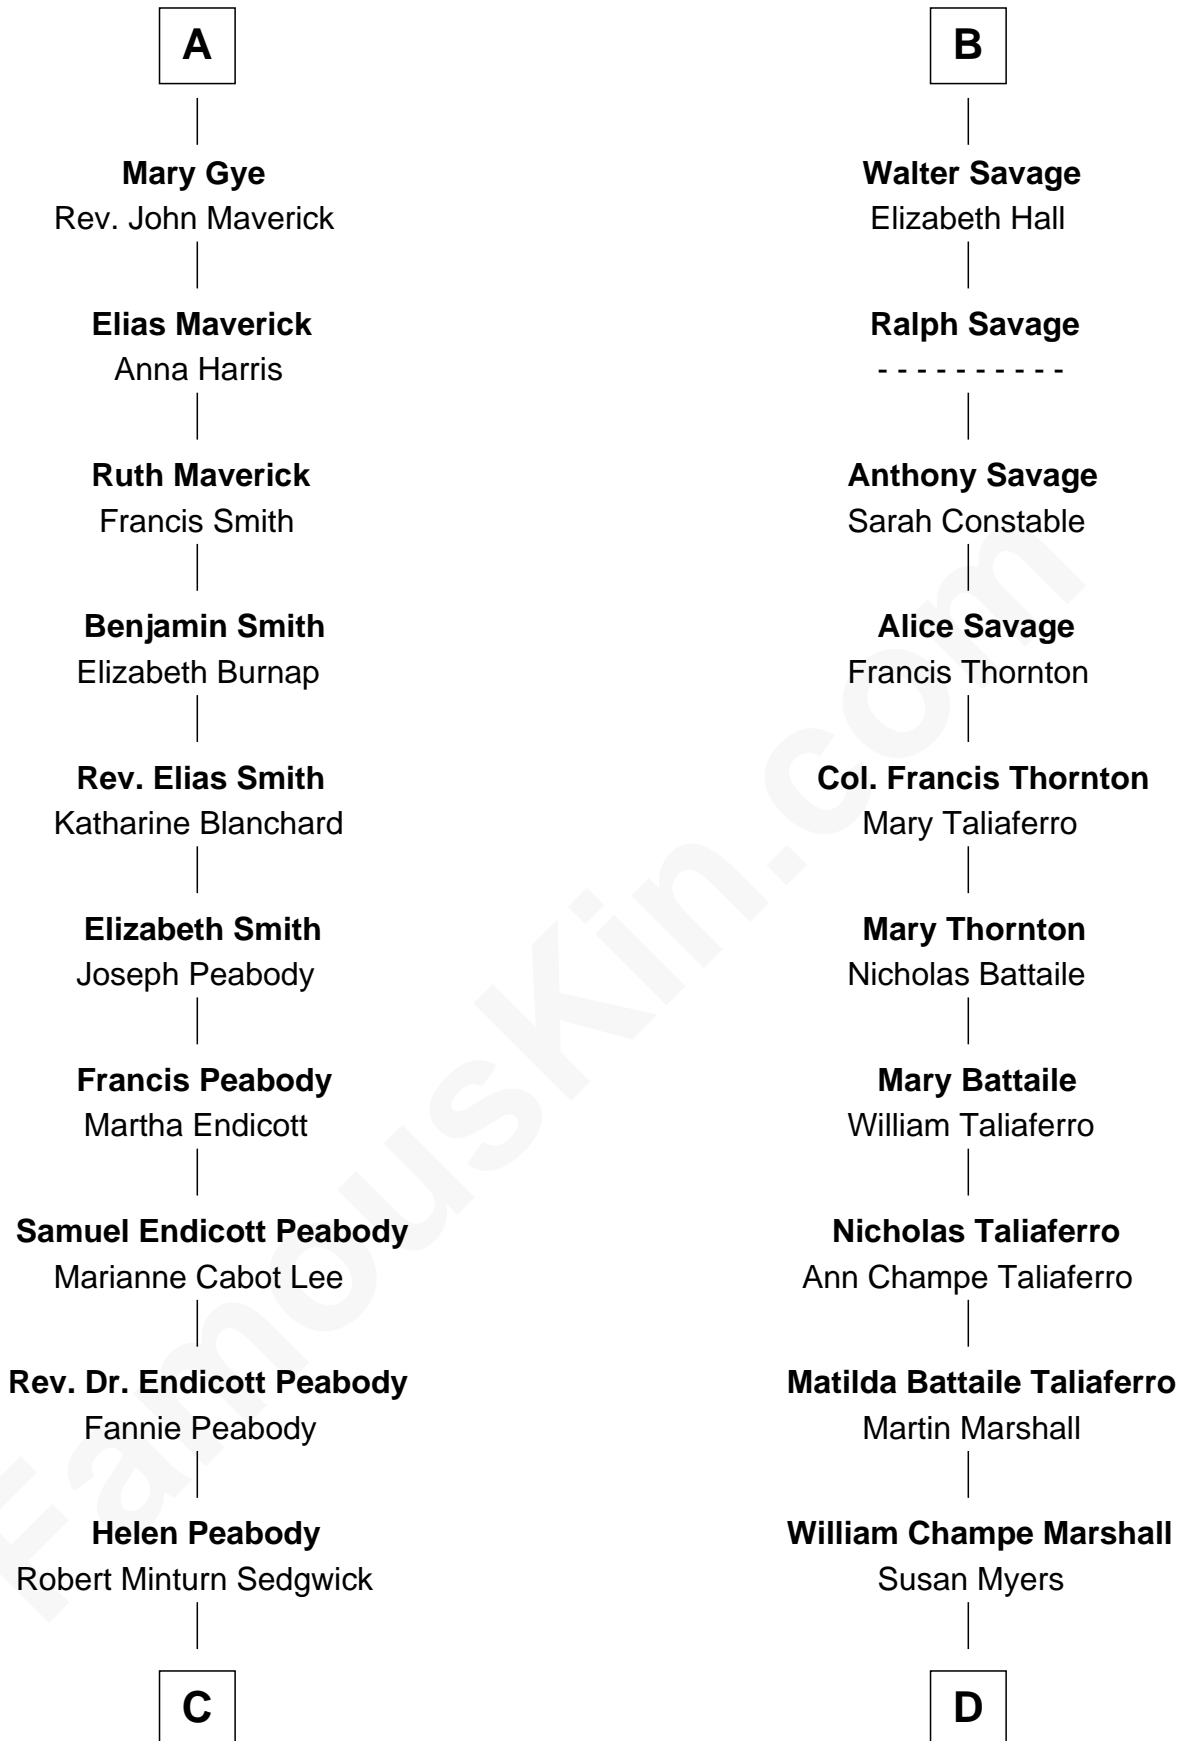 A
Mary Gye
Rev. John Maverick
Elias Maverick
Anna Harris
Ruth Maverick
Francis Smith
Benjamin Smith
Elizabeth Burnap
Rev. Elias Smith
Katharine Blanchard
Elizabeth Smith
Joseph Peabody
Francis Peabody
Martha Endicott
Samuel Endicott Peabody
Marianne Cabot Lee
Rev. Dr. Endicott Peabody
Fannie Peabody
Helen Peabody
Robert Minturn Sedgwick
C
B
Walter Savage
Elizabeth Hall
Ralph Savage
- - - - - - - - - -
Anthony Savage
Sarah Constable
Alice Savage
Francis Thornton
Col. Francis Thornton
Mary Taliaferro
Mary Thornton
Nicholas Battaile
Mary Battaile
William Taliaferro
Nicholas Taliaferro
Ann Champe Taliaferro
Matilda Battaile Taliaferro
Martin Marshall
William Champe Marshall
Susan Myers
D
FamousKin.com